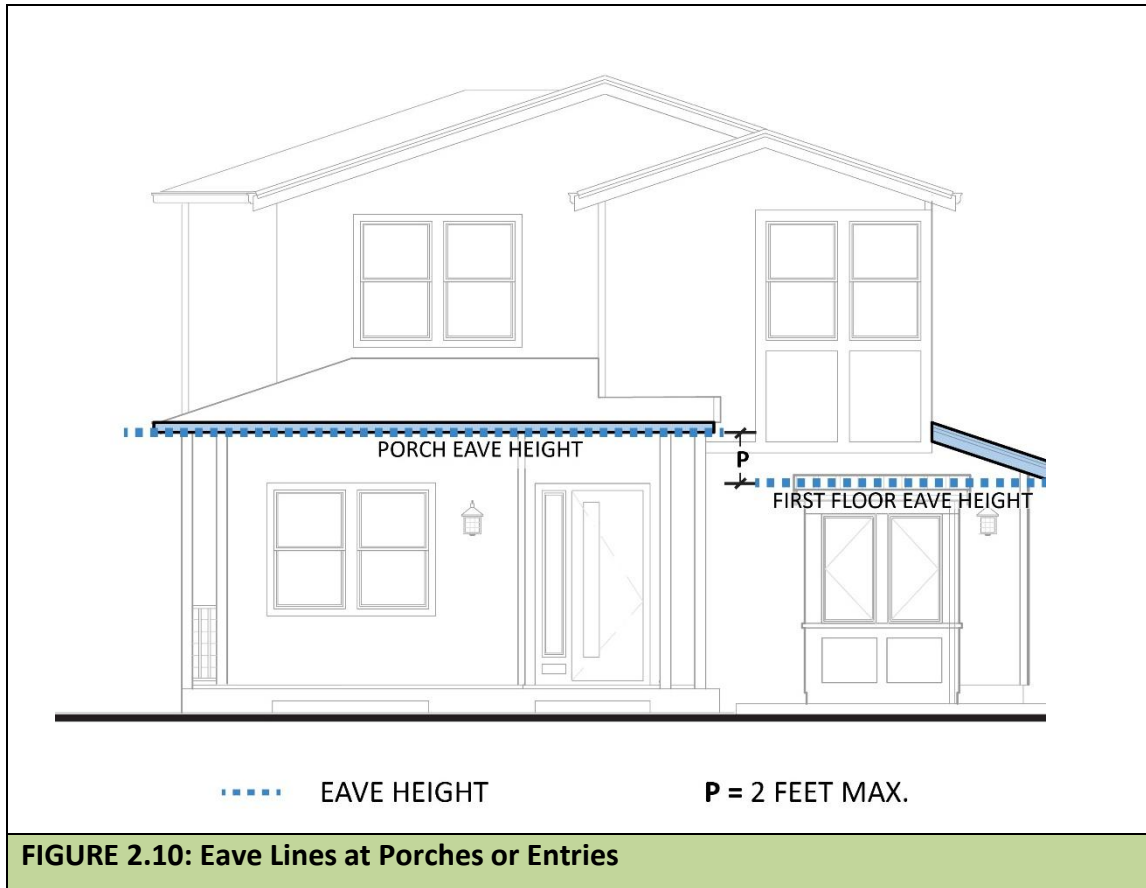 PORCH EAVE HEIGHT
P
FIRST FLOOR EAVE HEIGHT
EAVE HEIGHT
P = 2 FEET MAX.
FIGURE 2.10: Eave Lines at Porches or Entries